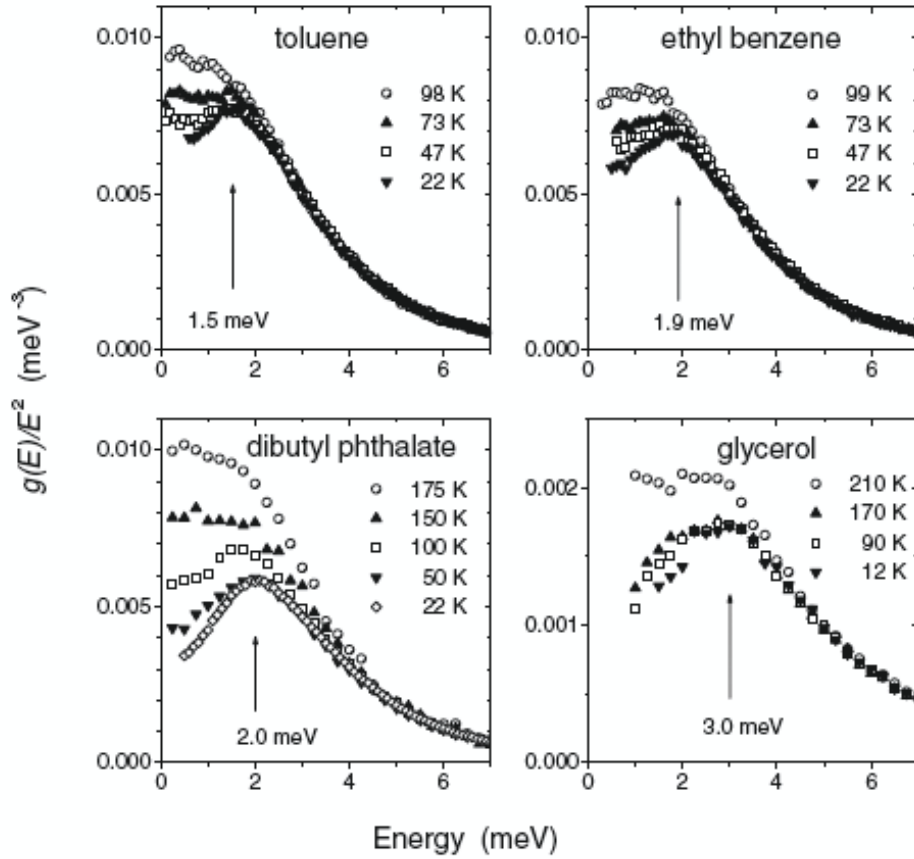 g(E)/E² (meV⁻³)
toluene
0.010
0.005
0.000
98 K
73 K
47 K
22 K
1.5 meV
0 2 4 6
ethyl benzene
0.010
0.005
0.000
99 K
73 K
47 K
22 K
1.9 meV
0 2 4 6
dibutyl phthalate
0.010
0.005
0.000
175 K
150 K
100 K
50 K
22 K
2.0 meV
0 2 4 6
glycerol
0.002
0.001
0.000
210 K
170 K
90 K
12 K
3.0 meV
0 2 4 6
Energy (meV)